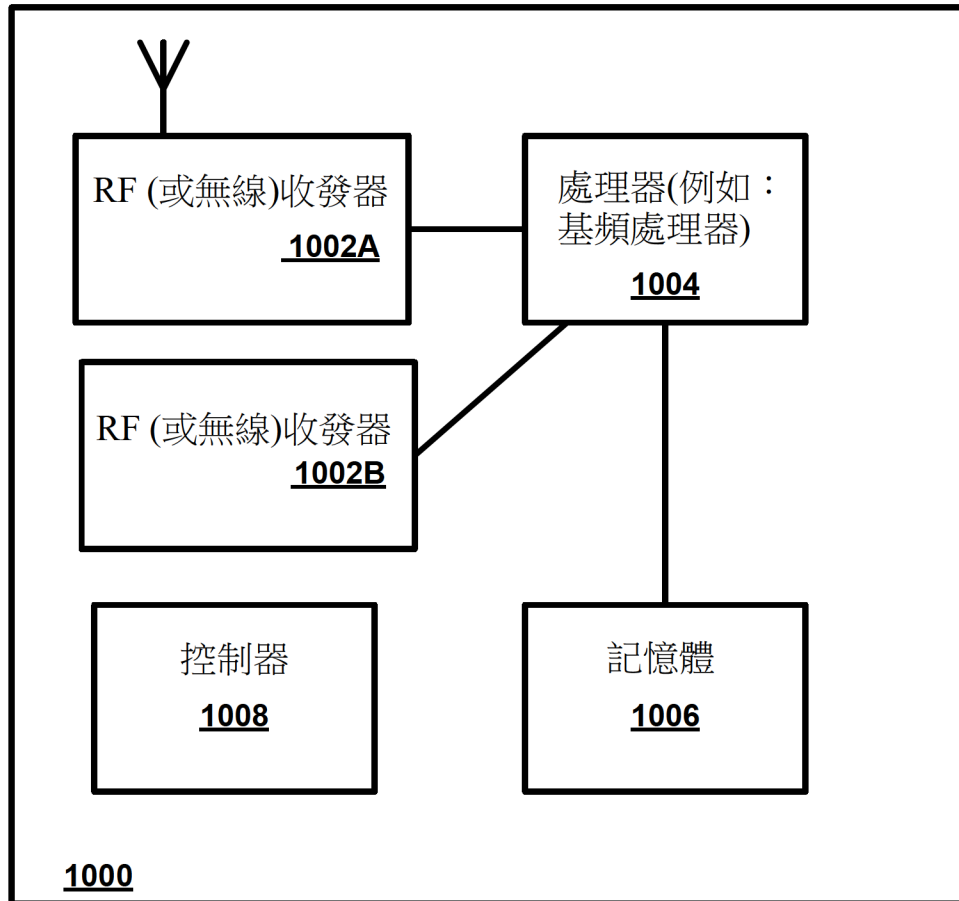 RF (或無線)收發器
1002A
處理器(例如：
基頻處理器)
1004
RF (或無線)收發器
1002B
控制器
1008
記憶體
1006
1000